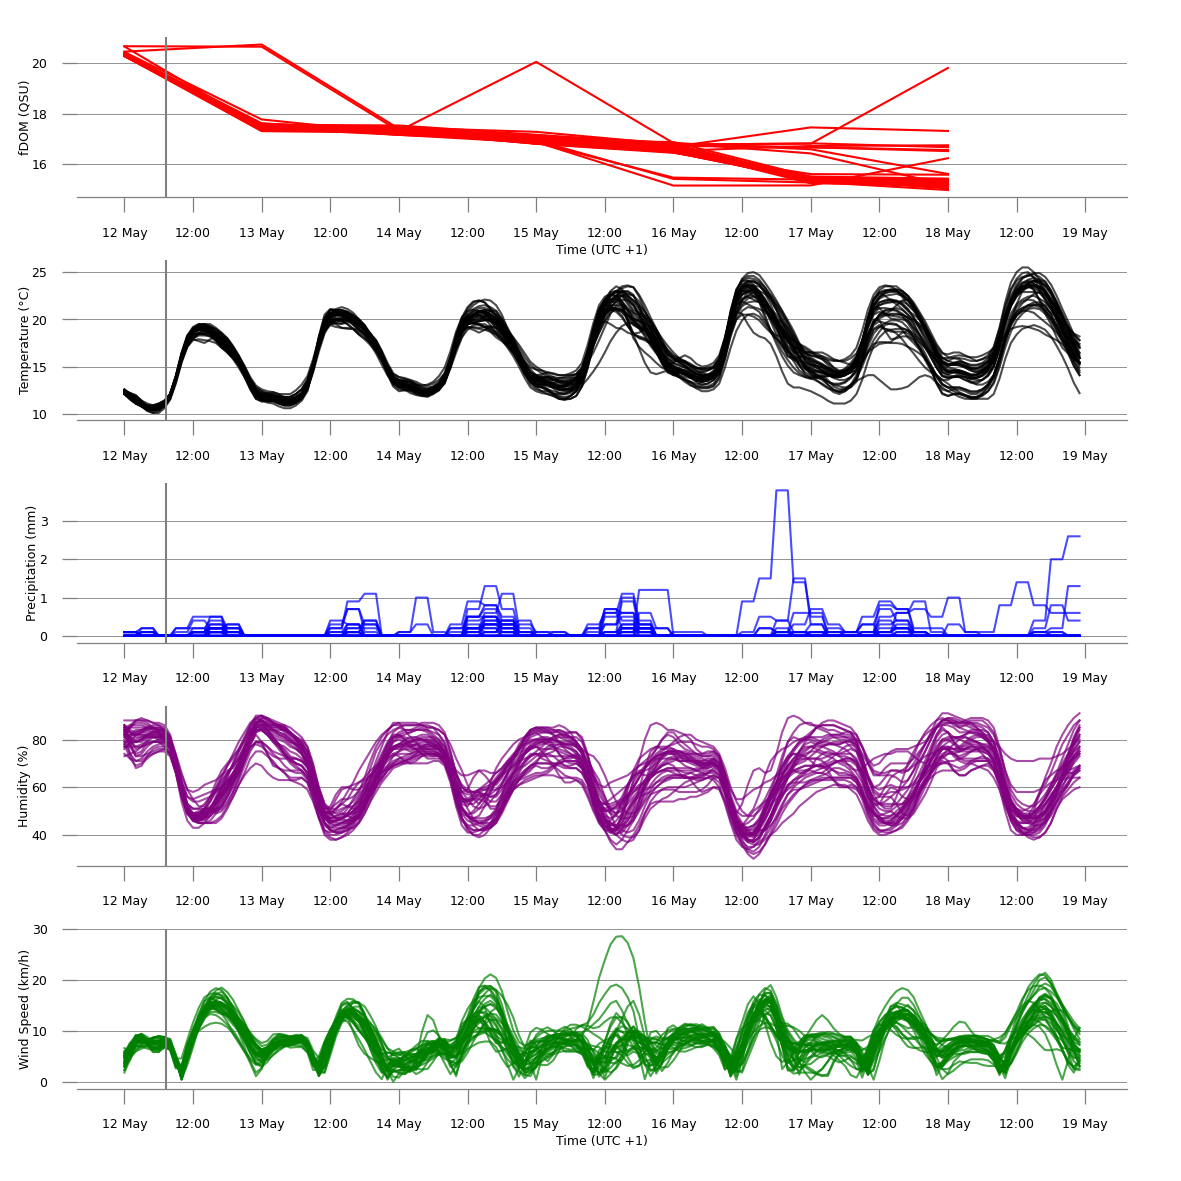 fDOM (QSU)
20
18
16
12 May 12:00 13 May 12:00 14 May 12:00 15 May 12:00 16 May 12:00 17 May 12:00 18 May 12:00 19 May
Time (UTC +1)
Temperature (°C)
25
20
15
10
12 May 12:00 13 May 12:00 14 May 12:00 15 May 12:00 16 May 12:00 17 May 12:00 18 May 12:00 19 May
Precipitation (mm)
3
2
1
0
12 May 12:00 13 May 12:00 14 May 12:00 15 May 12:00 16 May 12:00 17 May 12:00 18 May 12:00 19 May
Humidity (%)
80
60
40
12 May 12:00 13 May 12:00 14 May 12:00 15 May 12:00 16 May 12:00 17 May 12:00 18 May 12:00 19 May
Wind Speed (km/h)
30
20
10
0
12 May 12:00 13 May 12:00 14 May 12:00 15 May 12:00 16 May 12:00 17 May 12:00 18 May 12:00 19 May
Time (UTC +1)